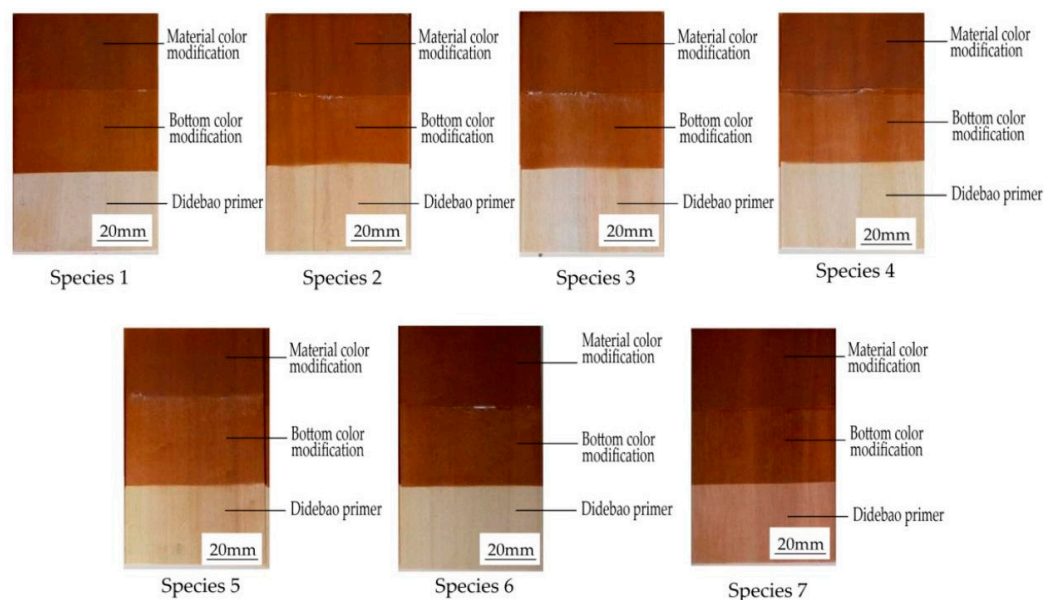 Material color
modification
Bottom color
modification
Didebao primer
20mm
Species 1
Material color
modification
Bottom color
modification
Didebao primer
20mm
Species 2
Material color
modification
Bottom color
modification
Didebao primer
20mm
Species 3
Material color
modification
Bottom color
modification
Didebao primer
20mm
Species 4
Material color
modification
Bottom color
modification
Didebao primer
20mm
Species 5
Material color
modification
Bottom color
modification
Didebao primer
20mm
Species 6
Material color
modification
Bottom color
modification
Didebao primer
20mm
Species 7